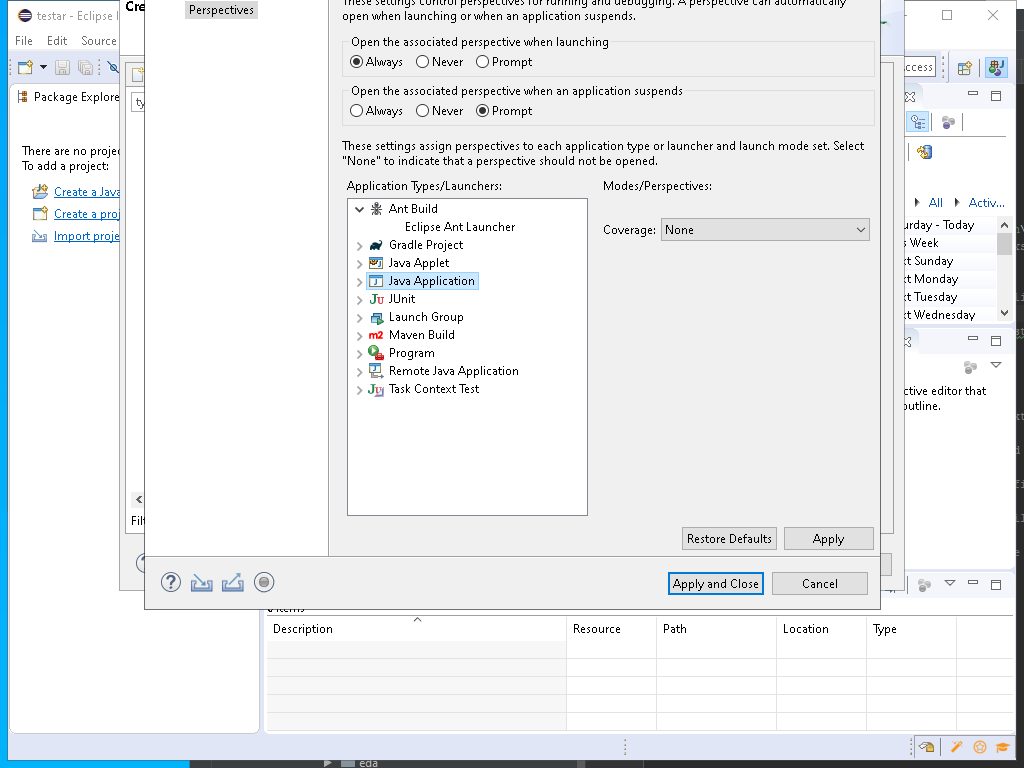 testar - Eclipse
File Edit Source
Package Explore
There are no proje
To add a project:
Create a Java
Create a proj
Import proje
Cre
ty
Filt
Perspectives
These settings control perspectives for running and debugging. A perspective can automatically
open when launching or when an application suspends.
Open the associated perspective when launching
Always Never Prompt
Open the associated perspective when an application suspends
Always Never Prompt
These settings assign perspectives to each application type or launcher and launch mode set. Select
"None" to indicate that a perspective should not be opened.
Application Types/Launchers:
Modes/Perspectives:
Ant Build
Eclipse Ant Launcher
Gradle Project
Java Applet
Java Application
JUnit
Launch Group
Maven Build
Program
Remote Java Application
Task Context Test
Coverage: None
Restore Defaults Apply
Apply and Close Cancel
ccess
All Activ...
urday - Today
s Week
xt Sunday
xt Monday
xt Tuesday
xt Wednesday
ctive editor that
outline.
items
Description Resource Path Location Type
eda